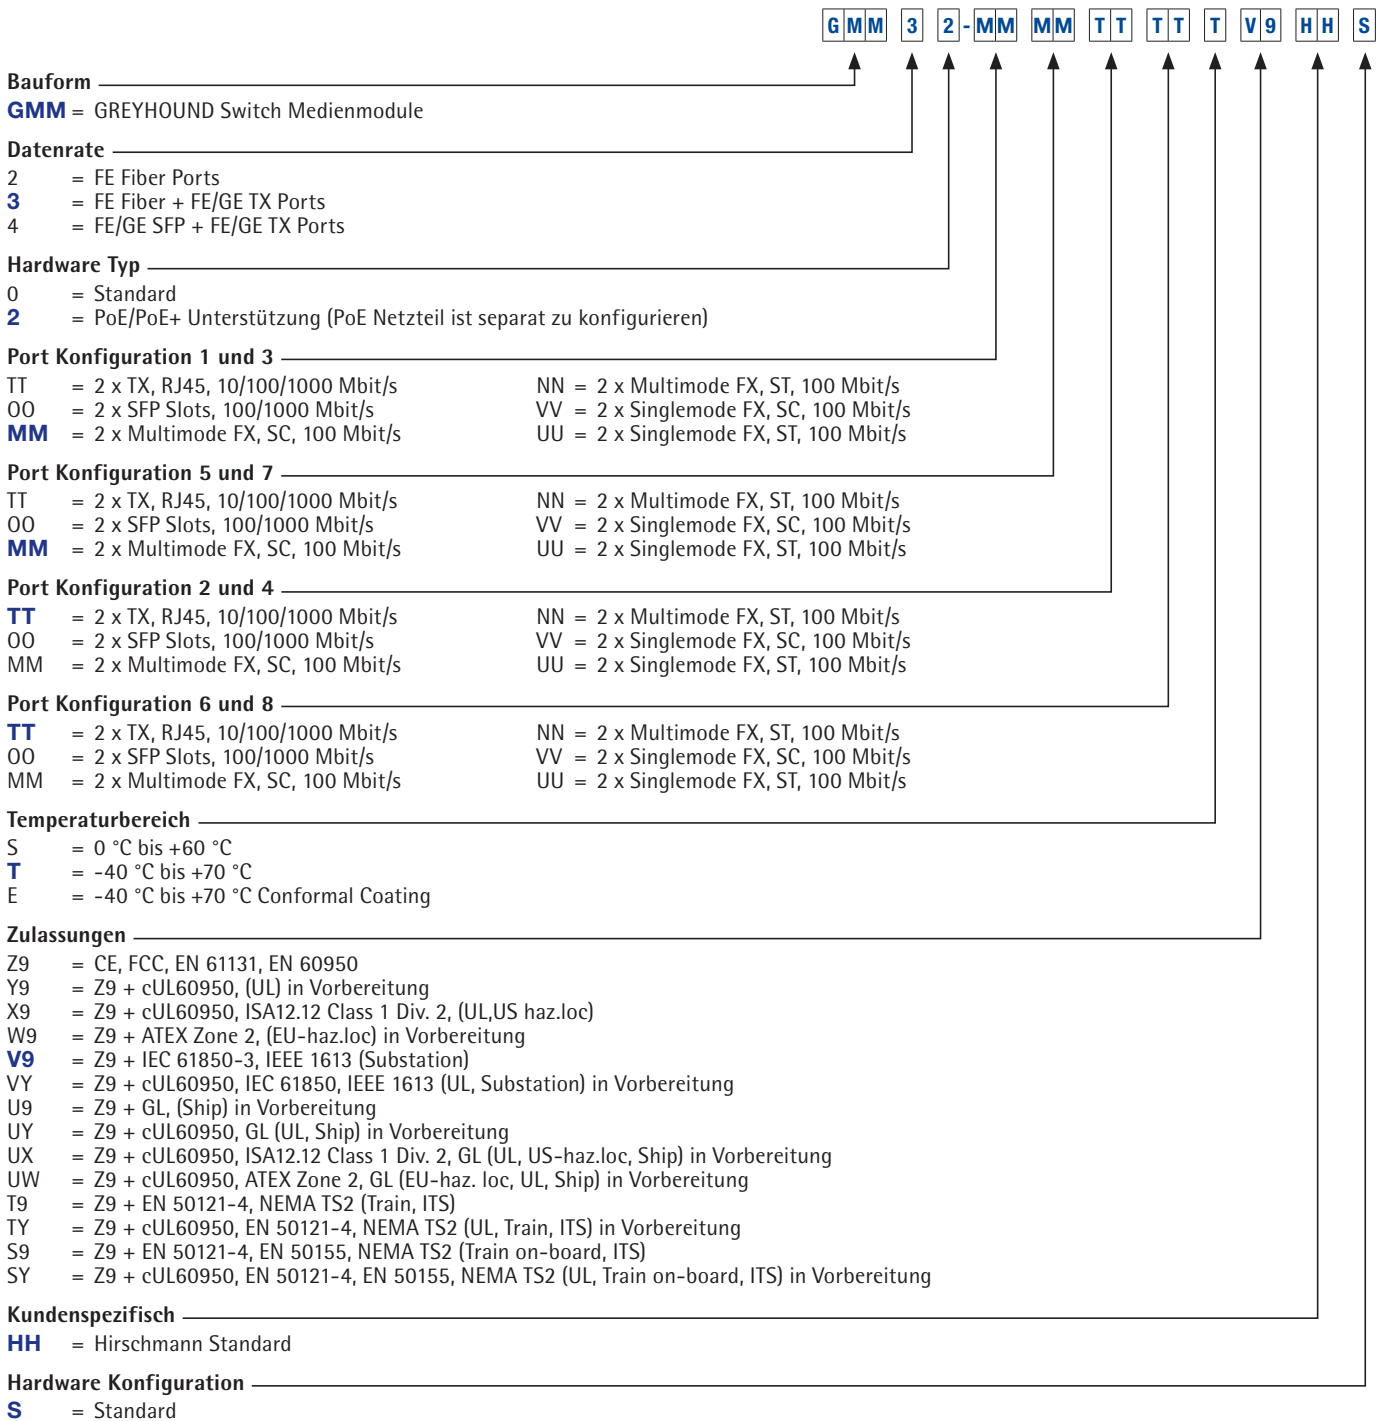 GMM 3 2-MM MM TT TT T V9 HH S
Bauform
GMM = GREYHOUND Switch Medienmodule
Datenrate
2 = FE Fiber Ports
3 = FE Fiber + FE/GE TX Ports
4 = FE/GE SFP + FE/GE TX Ports
Hardware Typ
0 = Standard
2 = PoE/PoE+ Unterstützung (PoE Netzteil ist separat zu konfigurieren)
Port Konfiguration 1 und 3
TT = 2 x TX, RJ45, 10/100/1000 Mbit/s NN = 2 x Multimode FX, ST, 100 Mbit/s
OO = 2 x SFP Slots, 100/1000 Mbit/s VV = 2 x Singlemode FX, SC, 100 Mbit/s
MM = 2 x Multimode FX, SC, 100 Mbit/s UU = 2 x Singlemode FX, ST, 100 Mbit/s
Port Konfiguration 5 und 7
TT = 2 x TX, RJ45, 10/100/1000 Mbit/s NN = 2 x Multimode FX, ST, 100 Mbit/s
OO = 2 x SFP Slots, 100/1000 Mbit/s VV = 2 x Singlemode FX, SC, 100 Mbit/s
MM = 2 x Multimode FX, SC, 100 Mbit/s UU = 2 x Singlemode FX, ST, 100 Mbit/s
Port Konfiguration 2 und 4
TT = 2 x TX, RJ45, 10/100/1000 Mbit/s NN = 2 x Multimode FX, ST, 100 Mbit/s
OO = 2 x SFP Slots, 100/1000 Mbit/s VV = 2 x Singlemode FX, SC, 100 Mbit/s
MM = 2 x Multimode FX, SC, 100 Mbit/s UU = 2 x Singlemode FX, ST, 100 Mbit/s
Port Konfiguration 6 und 8
TT = 2 x TX, RJ45, 10/100/1000 Mbit/s NN = 2 x Multimode FX, ST, 100 Mbit/s
OO = 2 x SFP Slots, 100/1000 Mbit/s VV = 2 x Singlemode FX, SC, 100 Mbit/s
MM = 2 x Multimode FX, SC, 100 Mbit/s UU = 2 x Singlemode FX, ST, 100 Mbit/s
Temperaturbereich
S = 0 °C bis +60 °C
T = -40 °C bis +70 °C
E = -40 °C bis +70 °C Conformal Coating
Zulassungen
Z9 = CE, FCC, EN 61131, EN 60950
Y9 = Z9 + cUL60950, (UL) in Vorbereitung
X9 = Z9 + cUL60950, ISA12.12 Class 1 Div. 2, (UL,US haz.loc)
W9 = Z9 + ATEX Zone 2, (EU-haz.loc) in Vorbereitung
V9 = Z9 + IEC 61850-3, IEEE 1613 (Substation)
VY = Z9 + cUL60950, IEC 61850, IEEE 1613 (UL, Substation) in Vorbereitung
U9 = Z9 + GL, (Ship) in Vorbereitung
UY = Z9 + cUL60950, GL (UL, Ship) in Vorbereitung
UX = Z9 + cUL60950, ISA12.12 Class 1 Div. 2, GL (UL, US-haz.loc, Ship) in Vorbereitung
UW = Z9 + cUL60950, ATEX Zone 2, GL (EU-haz. loc, UL, Ship) in Vorbereitung
T9 = Z9 + EN 50121-4, NEMA TS2 (Train, ITS)
TY = Z9 + cUL60950, EN 50121-4, NEMA TS2 (UL, Train, ITS) in Vorbereitung
S9 = Z9 + EN 50121-4, EN 50155, NEMA TS2 (Train on-board, ITS)
SY = Z9 + cUL60950, EN 50121-4, EN 50155, NEMA TS2 (UL, Train on-board, ITS) in Vorbereitung
Kundenspezifisch
HH = Hirschmann Standard
Hardware Konfiguration
S = Standard